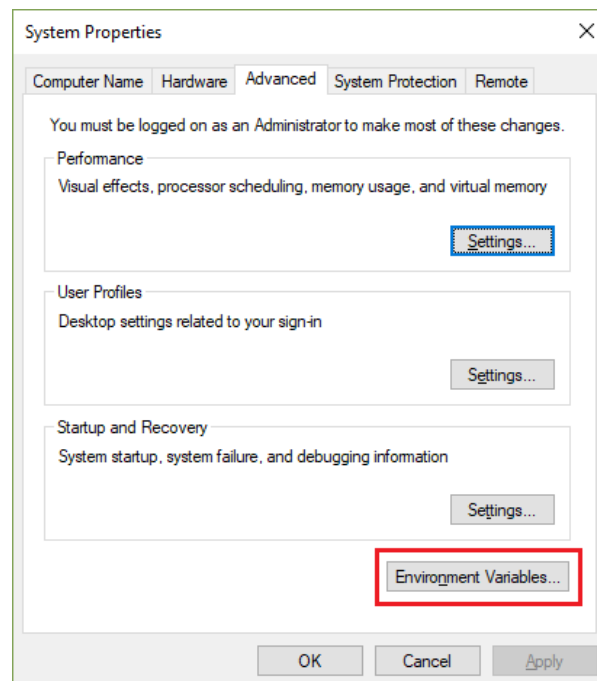 System Properties
Computer Name Hardware Advanced System Protection Remote
You must be logged on as an Administrator to make most of these changes.
Performance
Visual effects, processor scheduling, memory usage, and virtual memory
Settings...
User Profiles
Desktop settings related to your sign-in
Settings...
Startup and Recovery
System startup, system failure, and debugging information
Settings...
Environment Variables...
OK Cancel Apply